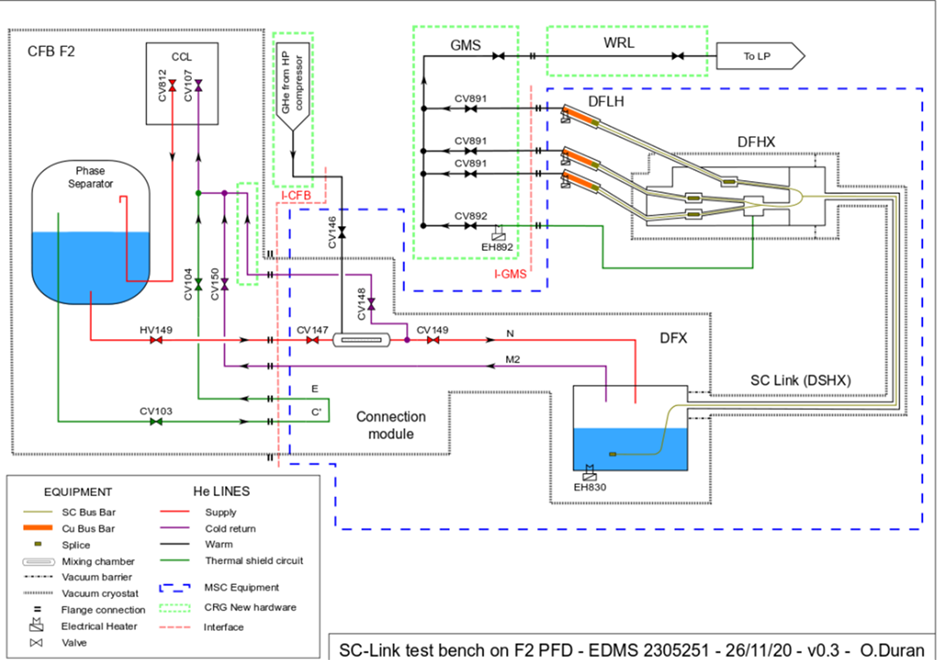 CFB F2
CCL
CV812
CV107
GHe from HP
compressor
GMS
WRL
To LP
Phase
Separator
CV891
DFLH
DFHX
CV891
CV891
I-CFB
CV892
EH892
I-GMS
CV146
CV104
CV150
CV148
HV149
CV147
CV149
N
DFX
M2
SC Link (DSHX)
E
C'
CV103
Connection
module
EH830
EQUIPMENT
SC Bus Bar
Cu Bus Bar
Splice
Mixing chamber
Vacuum barrier
Vacuum cryostat
Flange connection
Electrical Heater
Valve
He LINES
Supply
Cold return
Warm
Thermal shield circuit
MSC Equipment
CRG New hardware
Interface
SC-Link test bench on F2 PFD - EDMS 2305251 - 26/11/20 - v0.3 - O.Duran